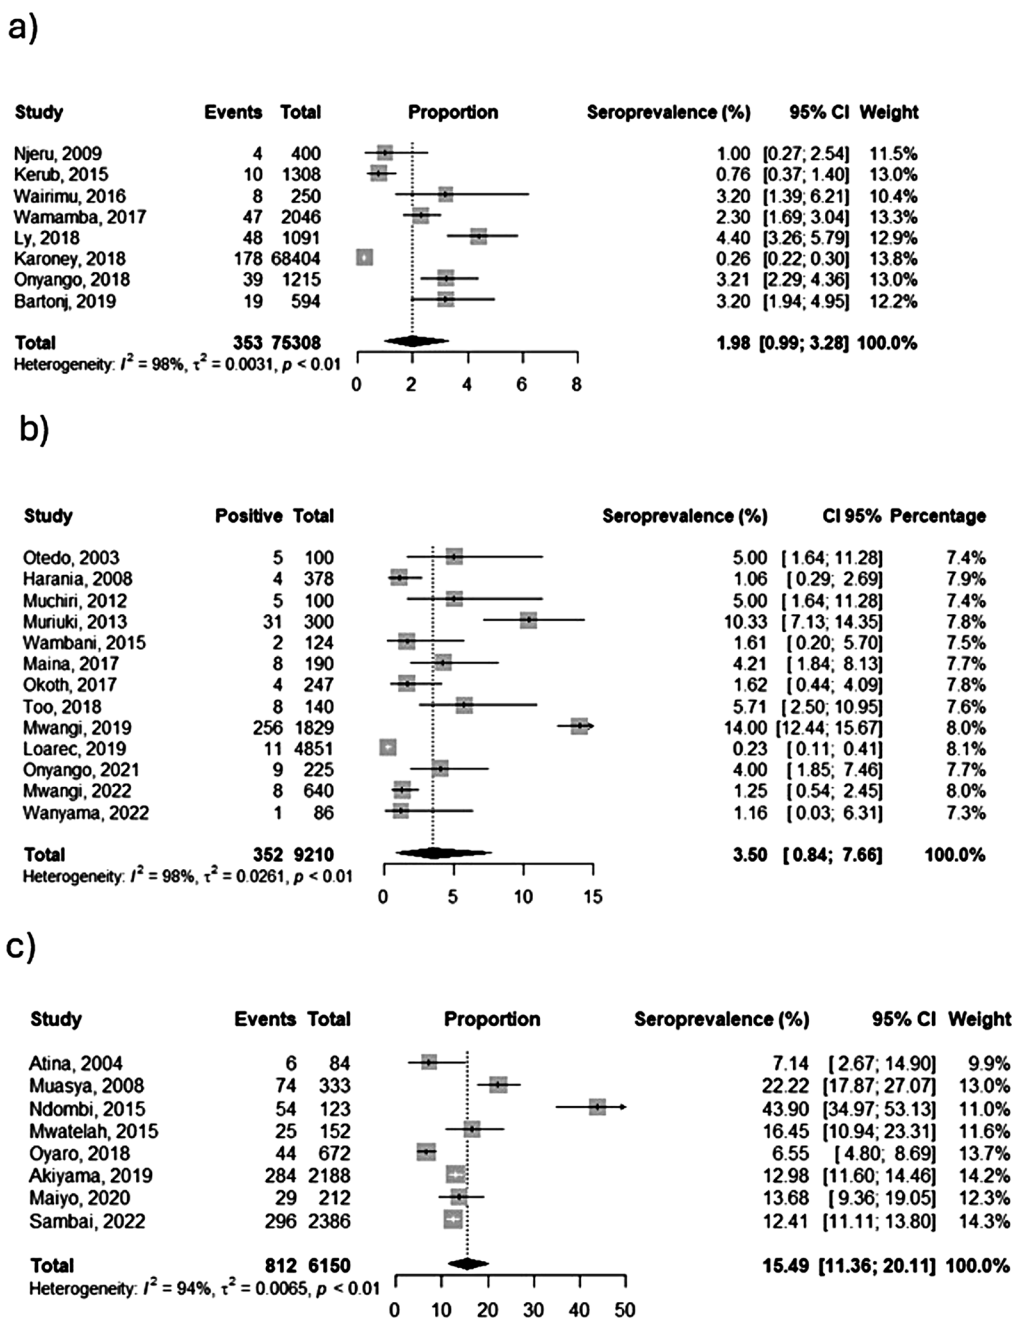 a)
Study Events Total Proportion Seroprevalence (%) 95% CI Weight
Njeru, 2009 4 400 1.00 [0.27; 2.54] 11.5%
Kerub, 2015 10 1308 0.76 [0.37; 1.40] 13.0%
Wairimu, 2016 8 250 3.20 [1.39; 6.21] 10.4%
Wamamba, 2017 47 2046 2.30 [1.69; 3.04] 13.3%
Ly, 2018 48 1091 4.40 [3.26; 5.79] 12.9%
Karoney, 2018 178 68404 0.26 [0.22; 0.30] 13.8%
Onyango, 2018 39 1215 3.21 [2.29; 4.36] 13.0%
Bartonj, 2019 19 594 3.20 [1.94; 4.95] 12.2%
Total 353 75308 1.98 [0.99; 3.28] 100.0%
Heterogeneity: I² = 98%, τ² = 0.0031, p < 0.01
0 2 4 6 8
b)
Study Positive Total Seroprevalence (%) CI 95% Percentage
Otedo, 2003 5 100 5.00 [ 1.64; 11.28] 7.4%
Harania, 2008 4 378 1.06 [ 0.29; 2.69] 7.9%
Muchiri, 2012 5 100 5.00 [ 1.64; 11.28] 7.4%
Muriuki, 2013 31 300 10.33 [ 7.13; 14.35] 7.8%
Wambani, 2015 2 124 1.61 [ 0.20; 5.70] 7.5%
Maina, 2017 8 190 4.21 [ 1.84; 8.13] 7.7%
Okoth, 2017 4 247 1.62 [ 0.44; 4.09] 7.8%
Too, 2018 8 140 5.71 [ 2.50; 10.95] 7.6%
Mwangi, 2019 256 1829 14.00 [12.44; 15.67] 8.0%
Loarec, 2019 11 4851 0.23 [ 0.11; 0.41] 8.1%
Onyango, 2021 9 225 4.00 [ 1.85; 7.46] 7.7%
Mwangi, 2022 8 640 1.25 [ 0.54; 2.45] 8.0%
Wanyama, 2022 1 86 1.16 [ 0.03; 6.31] 7.3%
Total 352 9210 3.50 [ 0.84; 7.66] 100.0%
Heterogeneity: I² = 98%, τ² = 0.0261, p < 0.01
0 5 10 15
c)
Study Events Total Proportion Seroprevalence (%) 95% CI Weight
Atina, 2004 6 84 7.14 [ 2.67; 14.90] 9.9%
Muasya, 2008 74 333 22.22 [17.87; 27.07] 13.0%
Ndombi, 2015 54 123 43.90 [34.97; 53.13] 11.0%
Mwatelah, 2015 25 152 16.45 [10.94; 23.31] 11.6%
Oyaro, 2018 44 672 6.55 [ 4.80; 8.69] 13.7%
Akiyama, 2019 284 2188 12.98 [11.60; 14.46] 14.2%
Maiyo, 2020 29 212 13.68 [ 9.36; 19.05] 12.3%
Sambai, 2022 296 2386 12.41 [11.11; 13.80] 14.3%
Total 812 6150 15.49 [11.36; 20.11] 100.0%
Heterogeneity: I² = 94%, τ² = 0.0065, p < 0.01
0 10 20 30 40 50